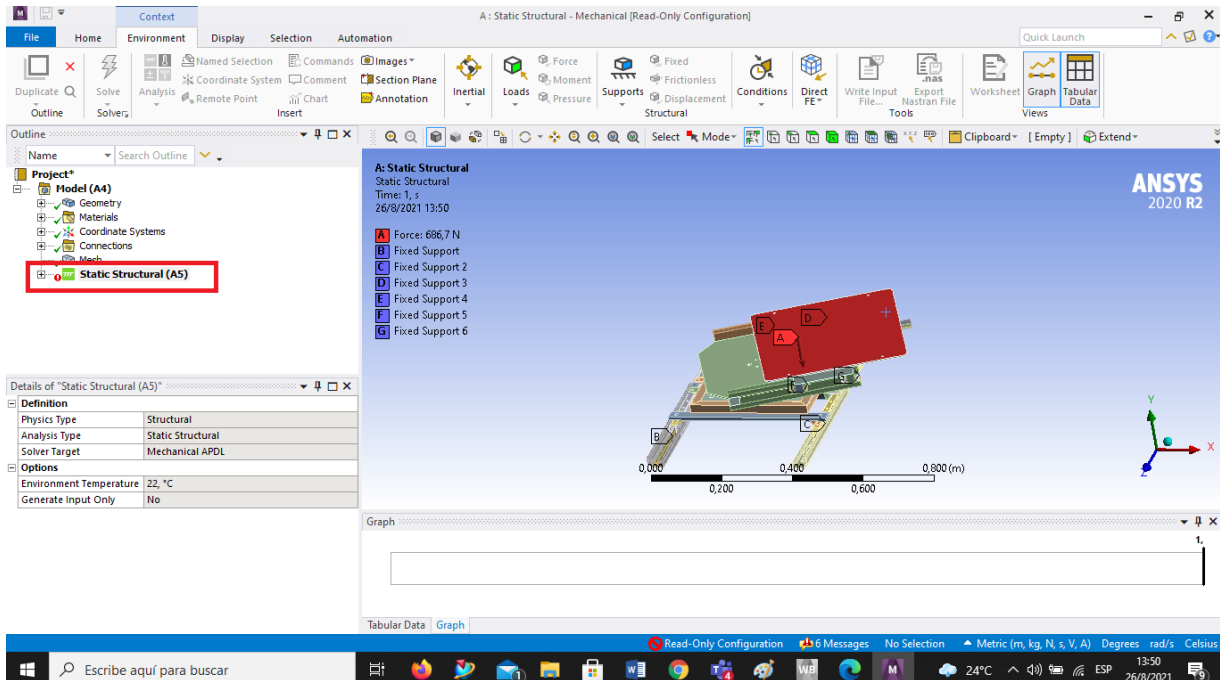 Context
A : Static Structural - Mechanical [Read-Only Configuration]
File Home Environment Display Selection Automation
Quick Launch
Duplicate
Outline
Solve
Solvers
Analysis
Named Selection
Coordinate System
Remote Point
Commands
Comment
Chart
Images
Section Plane
Annotation
Insert
Inertial
Loads
Force
Moment
Pressure
Supports
Fixed
Frictionless
Displacement
Conditions
Direct FE
Structural
Write Input File...
.nas
Export Nastran File
Tools
Worksheet
Graph
Tabular Data
Views
Outline
Name Search Outline
Select Mode Clipboard [ Empty ] Extend
Project*
Model (A4)
Geometry
Materials
Coordinate Systems
Connections
Mesh
Static Structural (A5)
A: Static Structural
Static Structural
Time: 1, s
26/8/2021 13:50
A Force: 686,7 N
B Fixed Support
C Fixed Support 2
D Fixed Support 3
E Fixed Support 4
F Fixed Support 5
G Fixed Support 6
ANSYS
2020 R2
E
D
A
F
G
C
B
0,000 0,400 0,800 (m)
0,200 0,600
Y
X
Z
Details of "Static Structural (A5)"
Definition
Physics Type Structural
Analysis Type Static Structural
Solver Target Mechanical APDL
Options
Environment Temperature 22, °C
Generate Input Only No
Graph
1,
Tabular Data Graph
Read-Only Configuration 6 Messages No Selection Metric (m, kg, N, s, V, A) Degrees rad/s Celsius
Escribe aquí para buscar
24°C ESP 13:50
26/8/2021